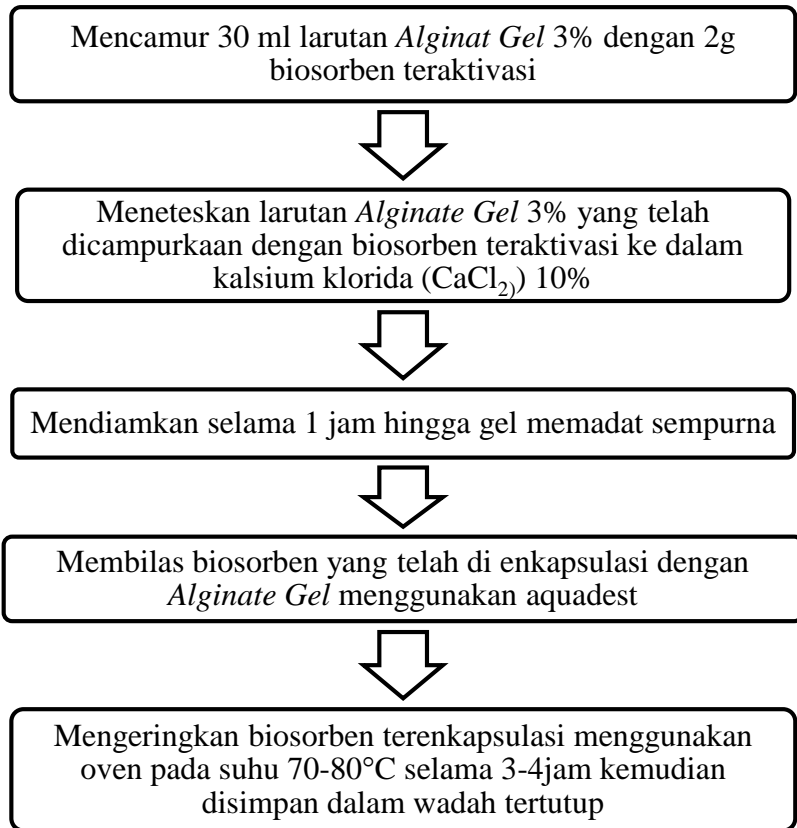 Mencamur 30 ml larutan Alginat Gel 3% dengan 2g
biosorben teraktivasi
Meneteskan larutan Alginate Gel 3% yang telah
dicampurkaan dengan biosorben teraktivasi ke dalam
kalsium klorida (CaCl₂₎) 10%
Mendiamkan selama 1 jam hingga gel memadat sempurna
Membilas biosorben yang telah di enkapsulasi dengan
Alginate Gel menggunakan aquadest
Mengeringkan biosorben terenkapsulasi menggunakan
oven pada suhu 70-80°C selama 3-4jam kemudian
disimpan dalam wadah tertutup